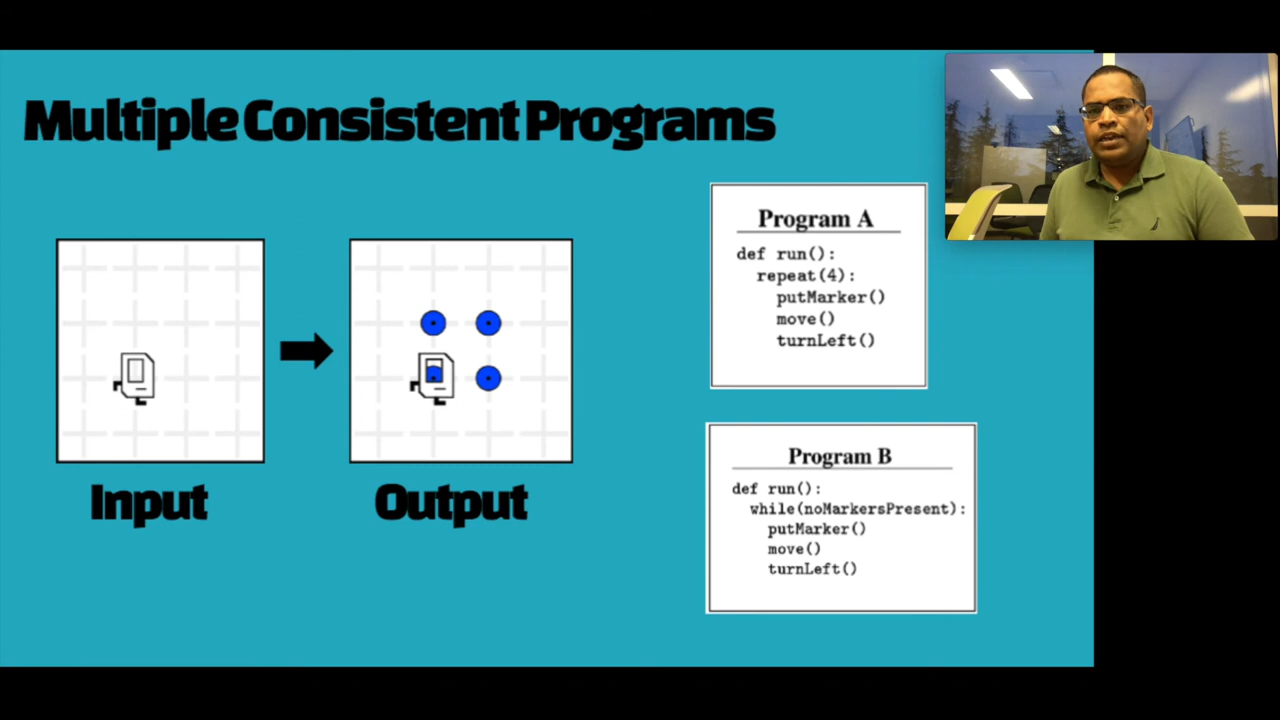 Multiple Consistent Programs
Input
Output
Program A
def run():
repeat(4):
putMarker()
move()
turnLeft()
Program B
def run():
while(noMarkersPresent):
putMarker()
move()
turnLeft()